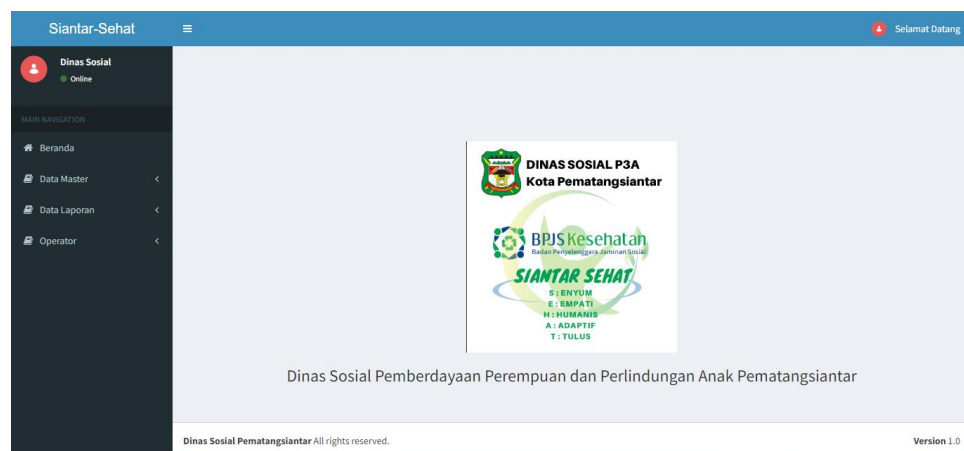 Siantar-Sehat
Selamat Datang
Dinas Sosial
Online
MAIN NAVIGATION
Beranda
Data Master
Data Laporan
Operator
DINAS SOSIAL P3A
Kota Pematangsiantar
BPJS Kesehatan
Badan Penyelenggara Jaminan Sosial
SIANTAR SEHAT
S : ENYUM
E : EMPATI
H : HUMANIS
A : ADAPTIF
T : TULUS
Dinas Sosial Pemberdayaan Perempuan dan Perlindungan Anak Pematangsiantar
Dinas Sosial Pematangsiantar All rights reserved.
Version 1.0